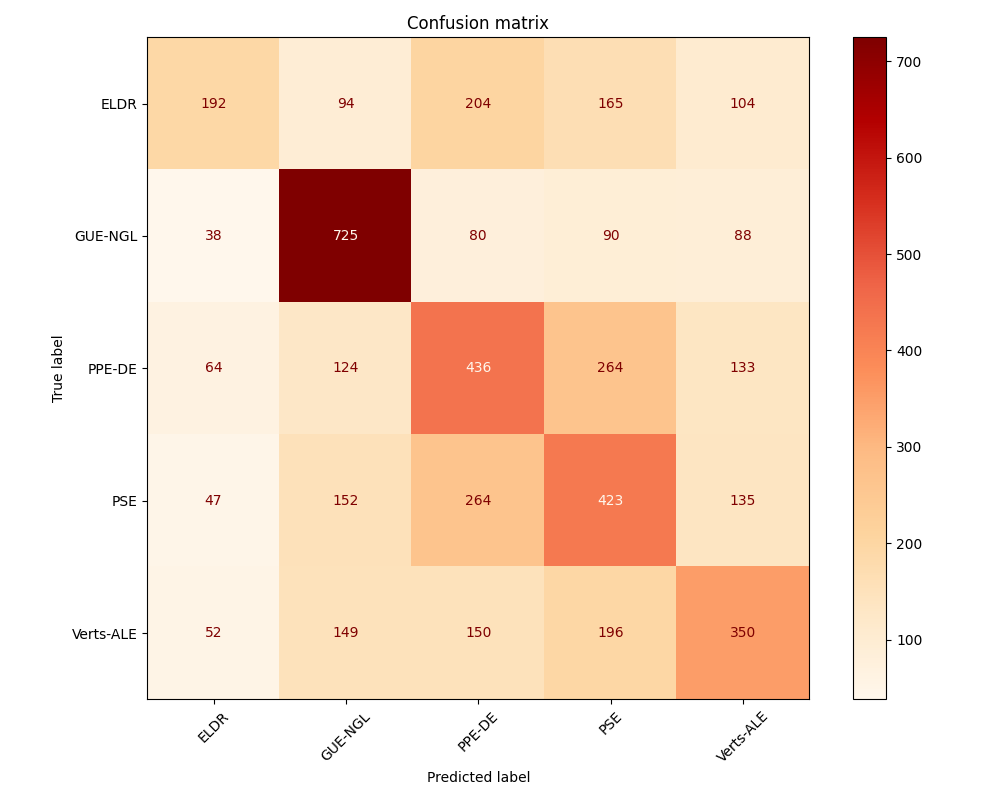 Confusion matrix
ELDR 192 94 204 165 104
GUE-NGL 38 725 80 90 88
PPE-DE 64 124 436 264 133
PSE 47 152 264 423 135
Verts-ALE 52 149 150 196 350
True label
ELDR GUE-NGL PPE-DE PSE Verts-ALE
Predicted label
700
600
500
400
300
200
100